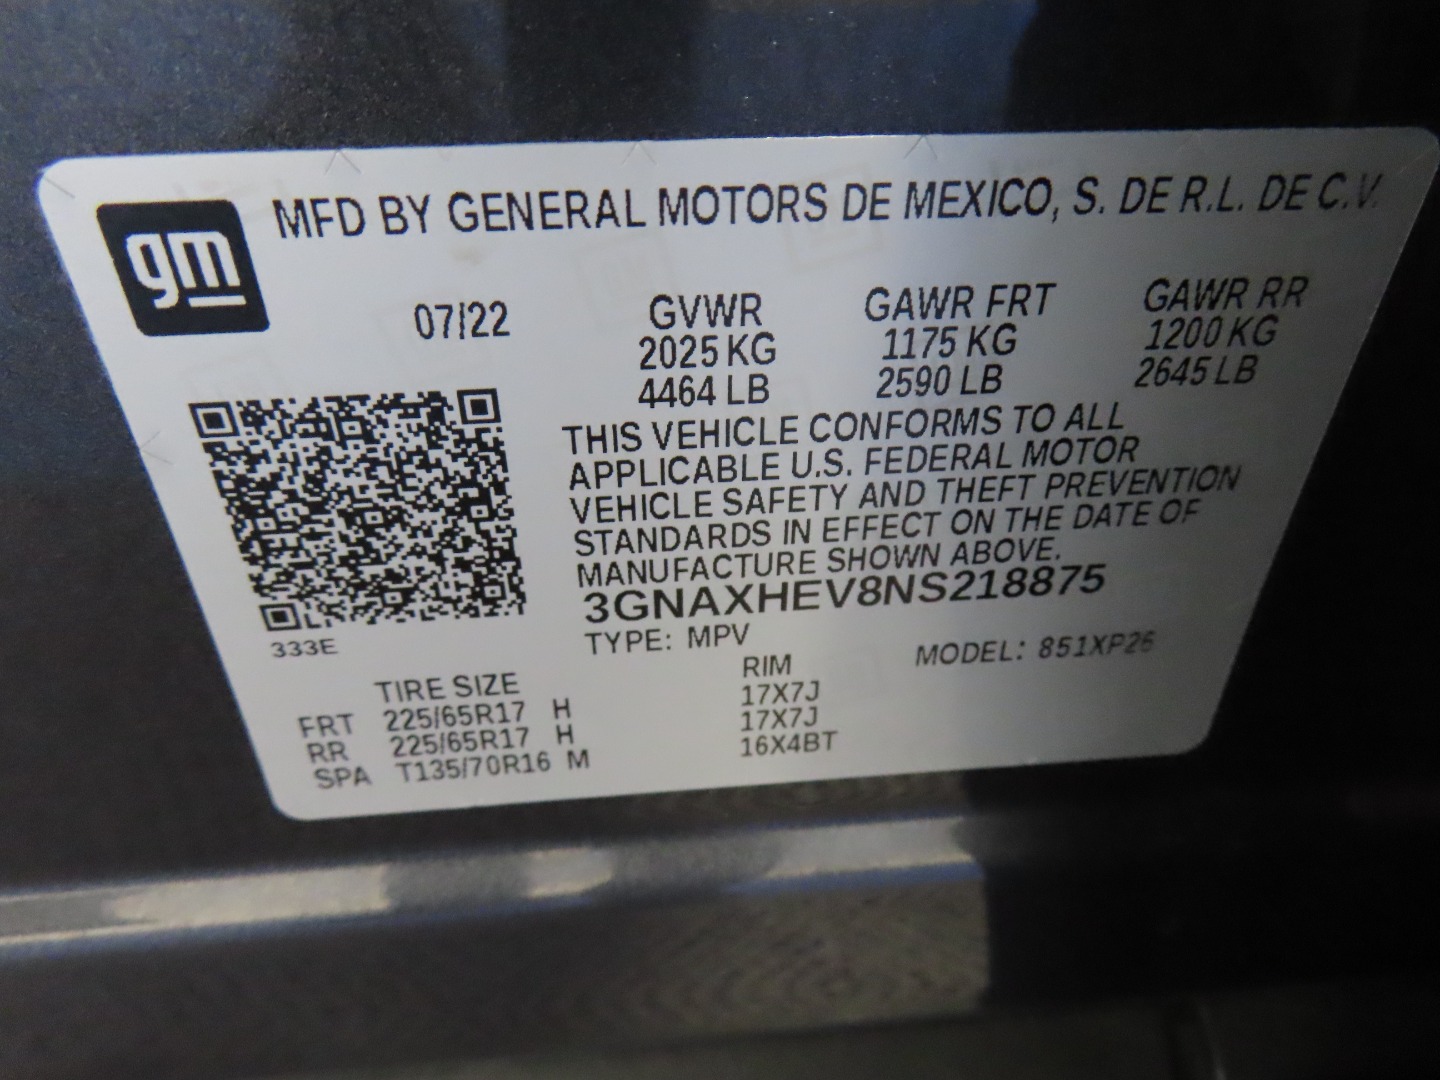 gm
MFD BY GENERAL MOTORS DE MEXICO, S. DE R.L. DE C.V.
07/22
GVWR GAWR FRT GAWR RR
2025 KG 1175 KG 1200 KG
4464 LB 2590 LB 2645 LB
THIS VEHICLE CONFORMS TO ALL
APPLICABLE U.S. FEDERAL MOTOR
VEHICLE SAFETY AND THEFT PREVENTION
STANDARDS IN EFFECT ON THE DATE OF
MANUFACTURE SHOWN ABOVE.
3GNAXHEV8NS218875
333E
TYPE: MPV MODEL: 851XP26
TIRE SIZE RIM
FRT 225/65R17 H 17X7J
RR 225/65R17 H 17X7J
SPA T135/70R16 M 16X4BT